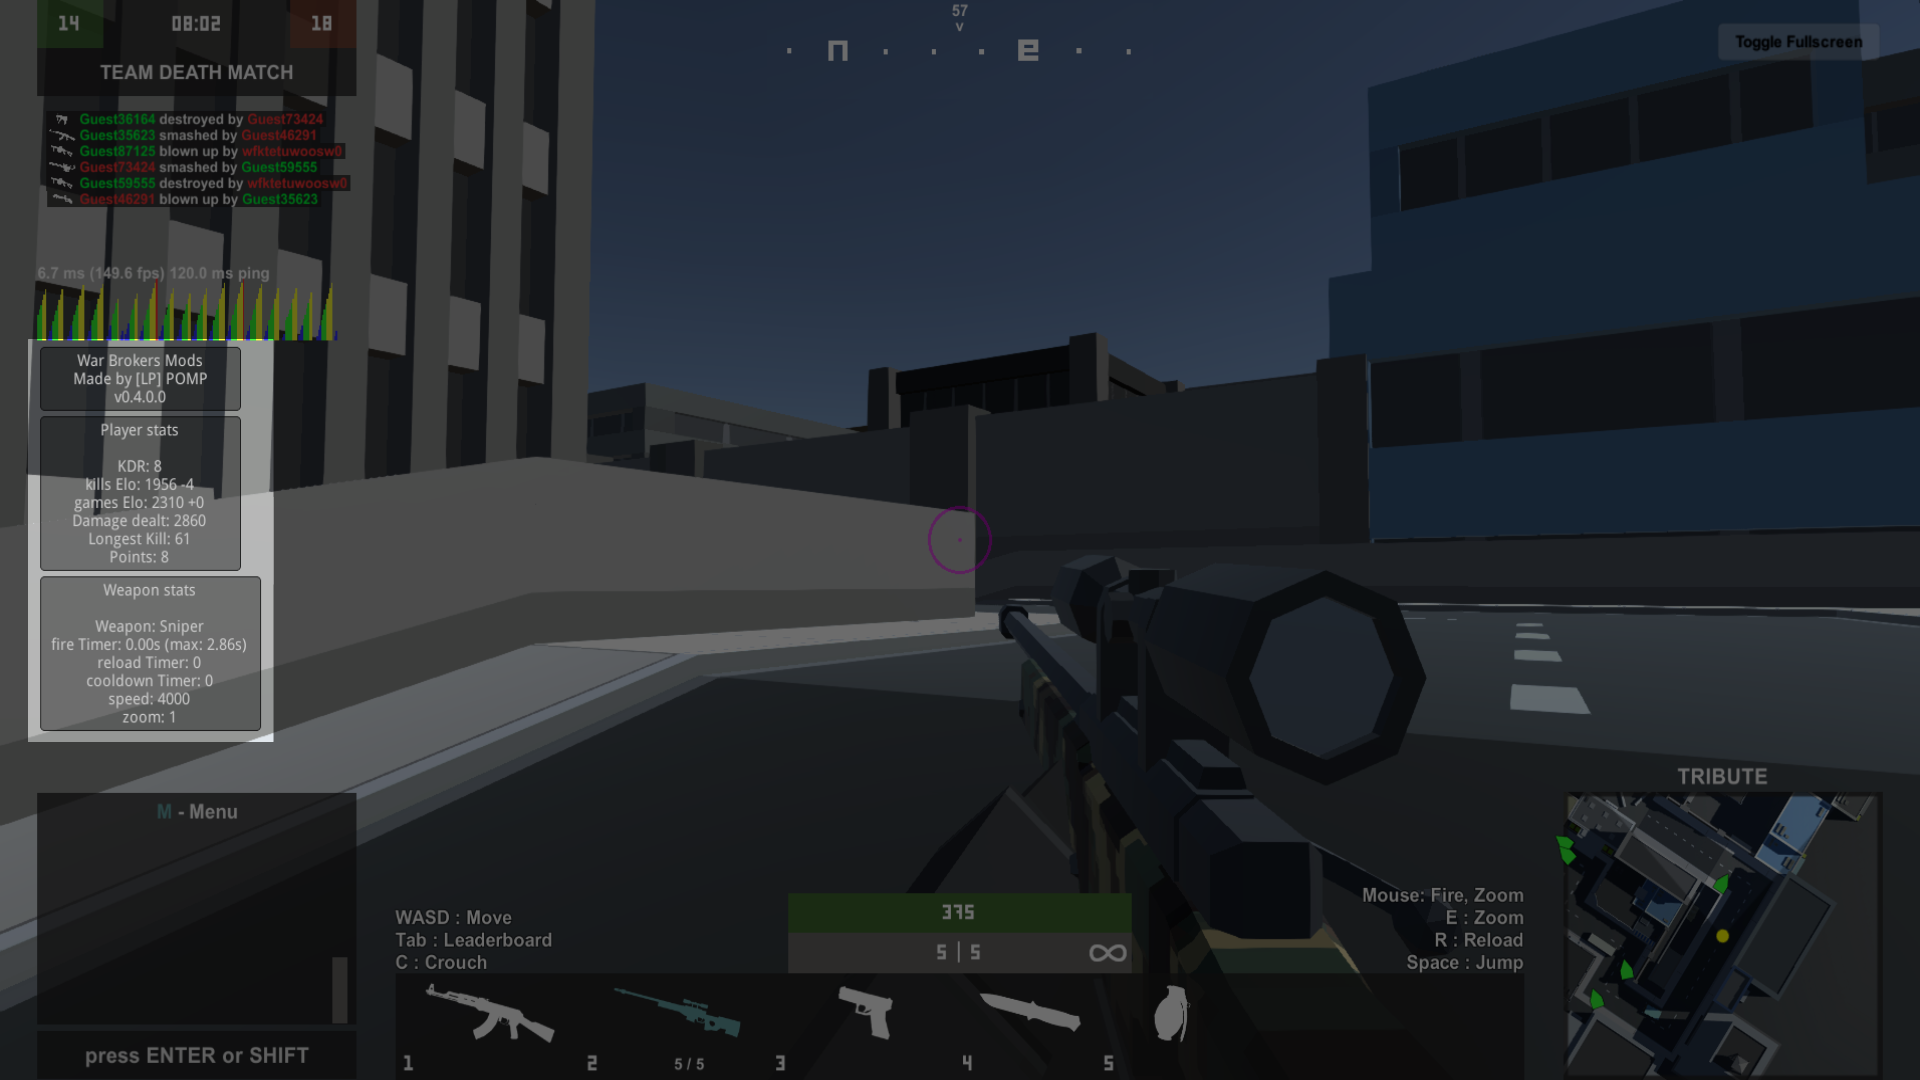 14 08:02 18
TEAM DEATH MATCH
57
v
n e
Toggle Fullscreen
Guest36164 destroyed by Guest73424
Guest35623 smashed by Guest46291
Guest87125 blown up by wfktetuwoosw0
Guest73424 smashed by Guest59555
Guest59555 destroyed by wfktetuwoosw0
Guest46291 blown up by Guest35623
6.7 ms (149.6 fps) 120.0 ms ping
War Brokers Mods
Made by [LP] POMP
v0.4.0.0
Player stats
KDR: 8
kills Elo: 1956 -4
games Elo: 2310 +0
Damage dealt: 2860
Longest Kill: 61
Points: 8
Weapon stats
Weapon: Sniper
fire Timer: 0.00s (max: 2.86s)
reload Timer: 0
cooldown Timer: 0
speed: 4000
zoom: 1
M - Menu
press ENTER or SHIFT
WASD : Move
Tab : Leaderboard
C : Crouch
375
5 | 5 ∞
Mouse: Fire, Zoom
E : Zoom
R : Reload
Space : Jump
1 2 5 / 5 3 4 5
TRIBUTE